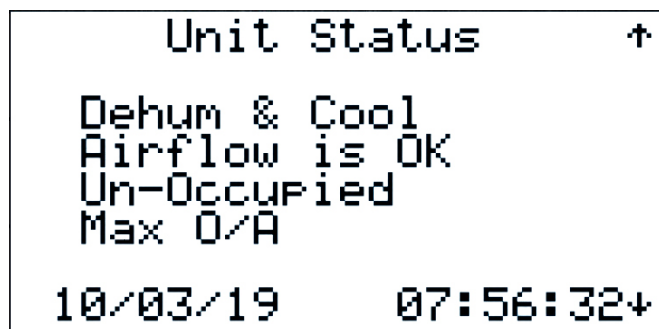 Unit Status ↑
Dehum & Cool
Airflow is OK
Un-Occupied
Max O/A
10/03/19 07:56:32↓